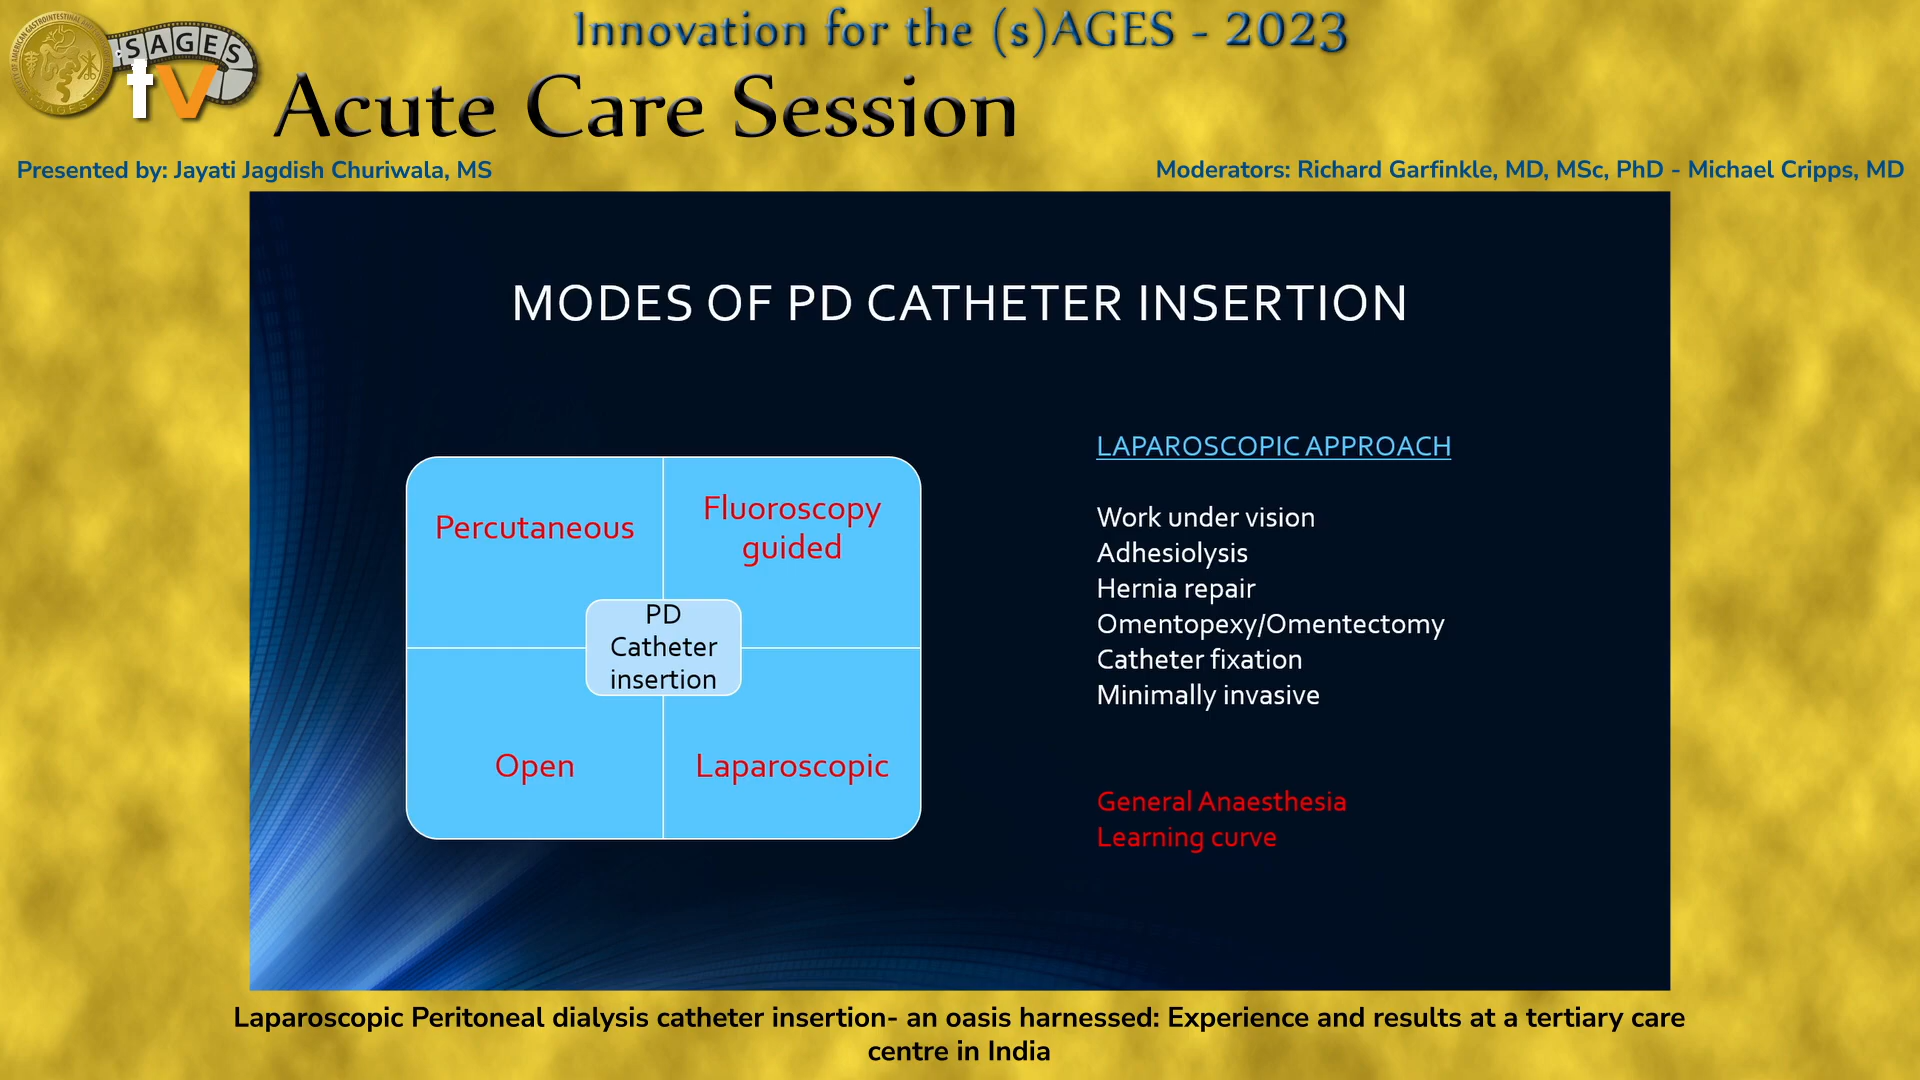 Innovation for the (s)AGES - 2023
SAGES
tv
Acute Care Session
Presented by: Jayati Jagdish Churiwala, MS
Moderators: Richard Garfinkle, MD, MSc, PhD - Michael Cripps, MD
MODES OF PD CATHETER INSERTION
Percutaneous
Fluoroscopy
guided
PD
Catheter
insertion
Open
Laparoscopic
LAPAROSCOPIC APPROACH
Work under vision
Adhesiolysis
Hernia repair
Omentopexy/Omentectomy
Catheter fixation
Minimally invasive
General Anaesthesia
Learning curve
Laparoscopic Peritoneal dialysis catheter insertion- an oasis harnessed: Experience and results at a tertiary care
centre in India